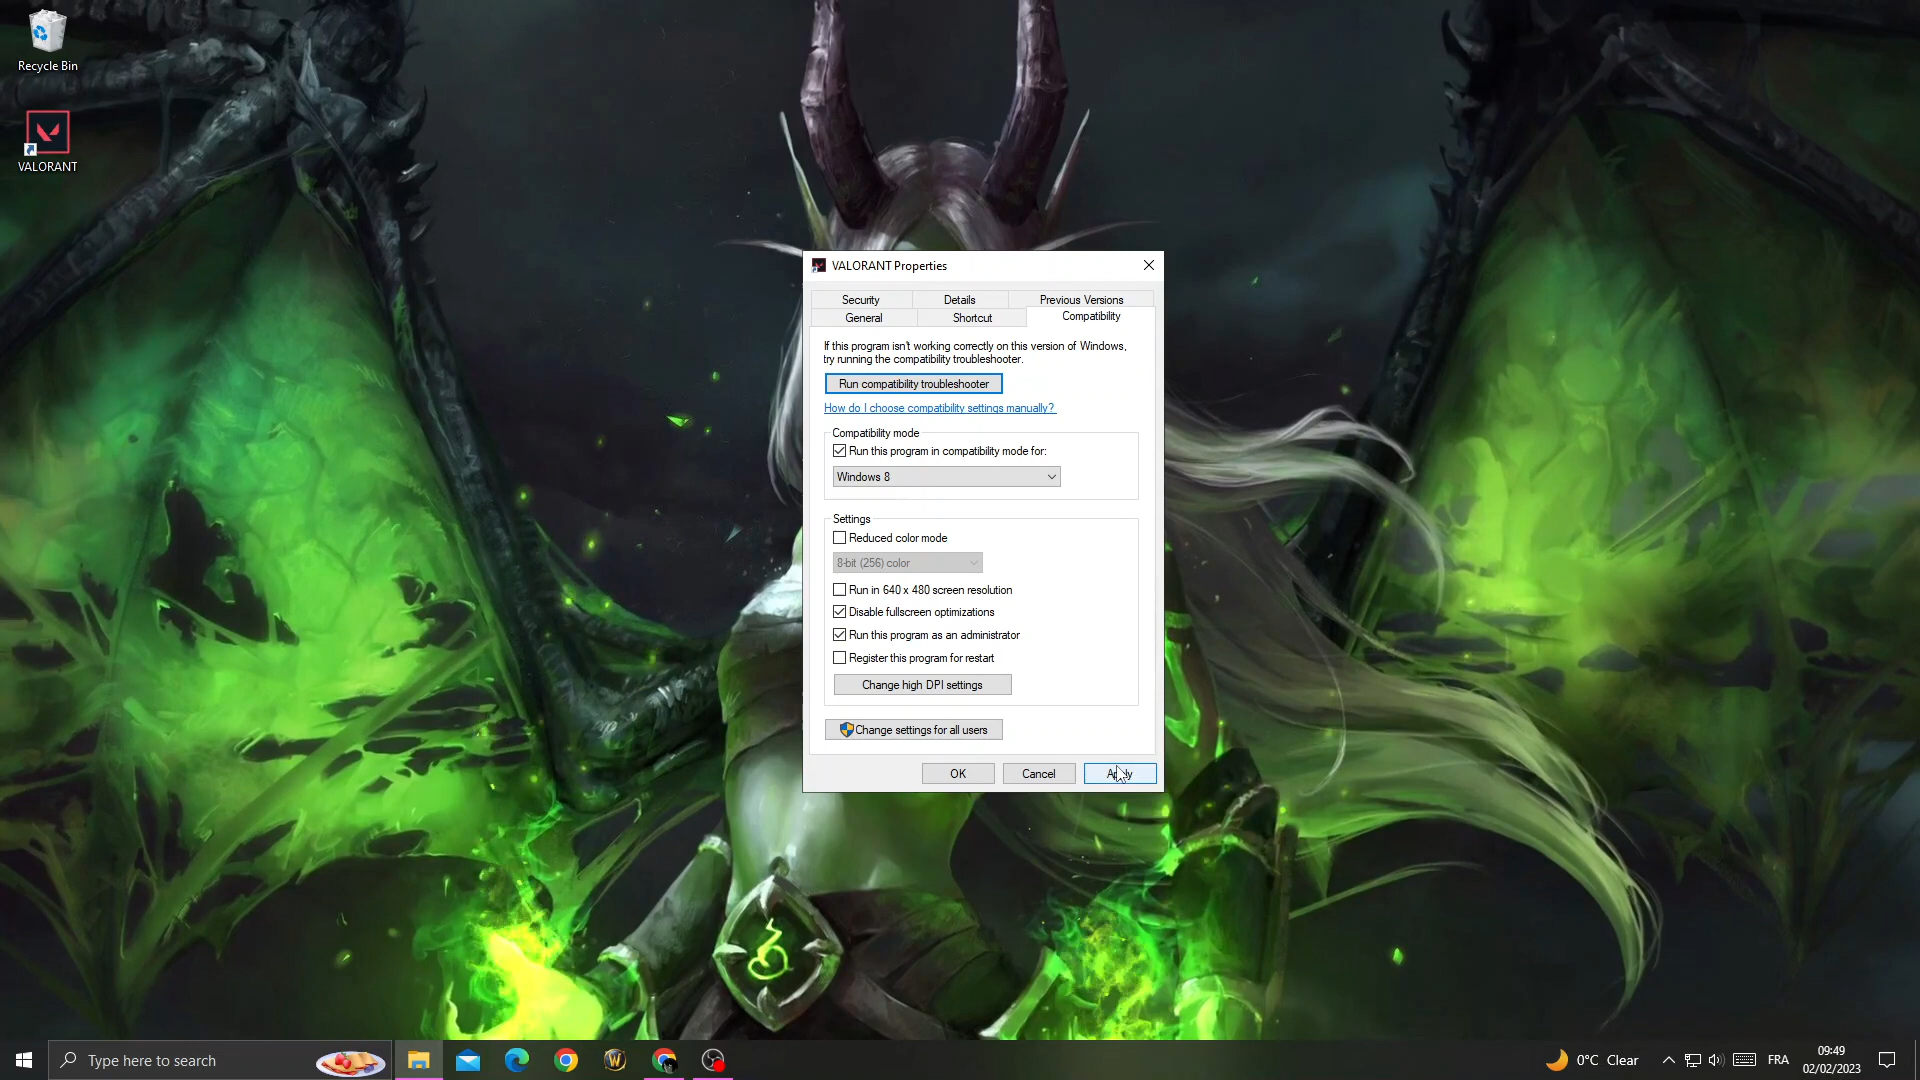 Recycle Bin
VALORANT
VALORANT Properties
Security
Details
Previous Versions
General
Shortcut
Compatibility
If this program isn't working correctly on this version of Windows,
try running the compatibility troubleshooter.
Run compatibility troubleshooter
How do I choose compatibility settings manually?
Compatibility mode
Run this program in compatibility mode for:
Windows 8
Settings
Reduced color mode
8-bit (256) color
Run in 640 x 480 screen resolution
Disable fullscreen optimizations
Run this program as an administrator
Register this program for restart
Change high DPI settings
Change settings for all users
OK
Cancel
Apply
Type here to search
0°C Clear
FRA
09:49
02/02/2023